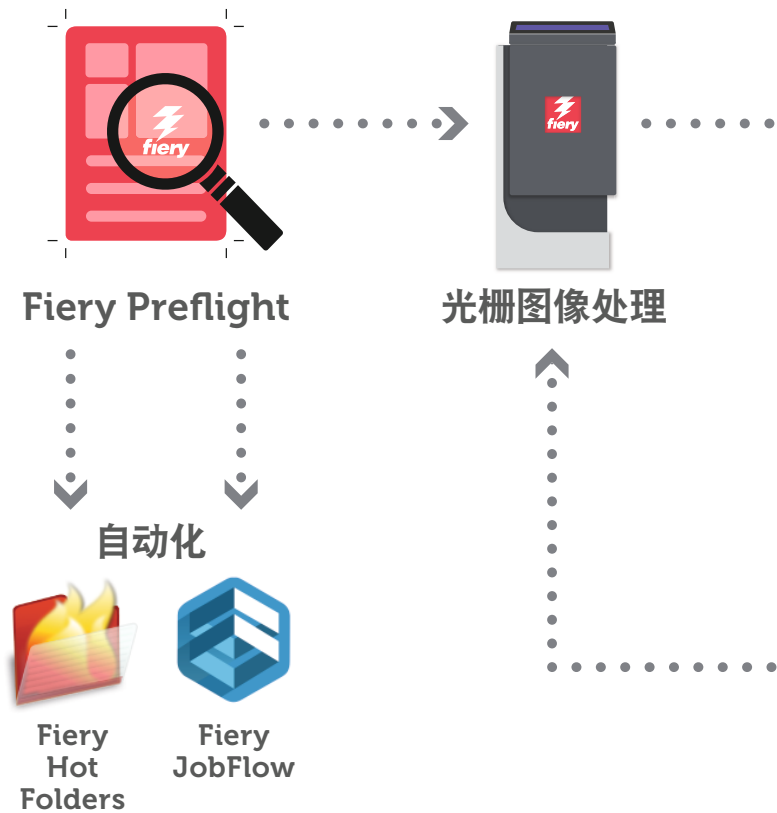 fiery
fiery
Fiery Preflight
光栅图像处理
自动化
Fiery
Hot
Folders
Fiery
JobFlow